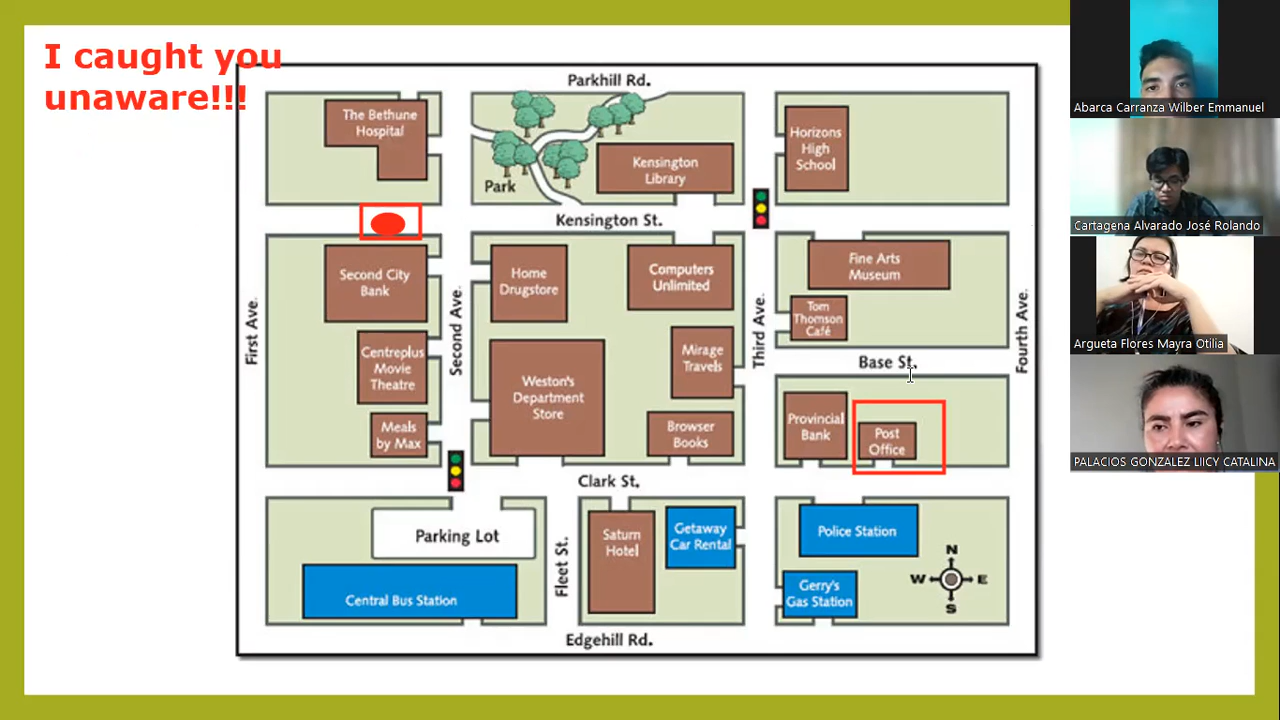 I caught you
unaware!!!
Parkhill Rd.
The Bethune
Hospital
Park
Kensington
Library
Horizons
High
School
Kensington St.
Second City
Bank
Home
Drugstore
Computers
Unlimited
Fine Arts
Museum
Tom
Thomson
Café
First Ave.
Second Ave.
Third Ave.
Fourth Ave.
Centreplus
Movie
Theatre
Mirage
Travels
Base St.
Weston's
Department
Store
Meals
by Max
Browser
Books
Provincial
Bank
Post
Office
Clark St.
Parking Lot
Fleet St.
Saturn
Hotel
Getaway
Car Rental
Police Station
Central Bus Station
Gerry's
Gas Station
N
W
E
S
Edgehill Rd.
Abarca Carranza Wilber Emmanuel
Cartagena Alvarado José Rolando
Argueta Flores Mayra Otilia
PALACIOS GONZALEZ LIICY CATALINA